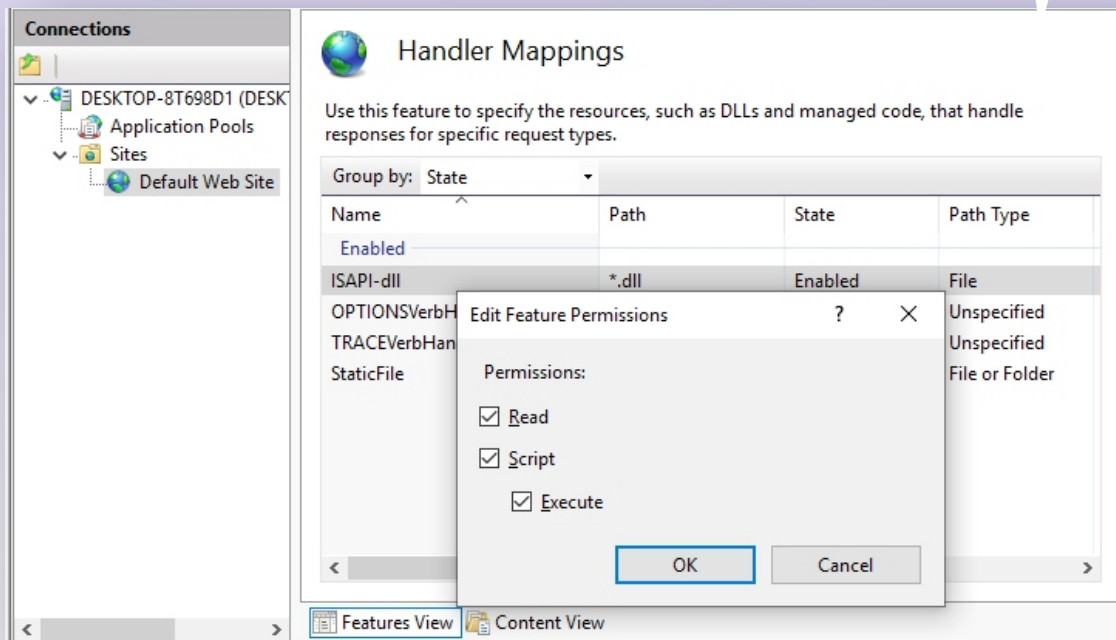 Connections
DESKTOP-8T698D1 (DESK
Application Pools
Sites
Default Web Site
Handler Mappings
Use this feature to specify the resources, such as DLLs and managed code, that handle
responses for specific request types.
Group by: State
Name Path State Path Type
Enabled
ISAPI-dll *.dll Enabled File
OPTIONSVerbH Unspecified
TRACEVerbHan Unspecified
StaticFile File or Folder
Edit Feature Permissions ?
Permissions:
Read
Script
Execute
OK Cancel
Features View Content View